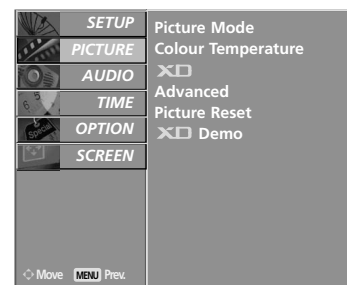 SETUP
PICTURE
AUDIO
TIME
OPTION
Special
SCREEN
Picture Mode
Colour Temperature
XD
Advanced
Picture Reset
XD Demo
Move MENU Prev.